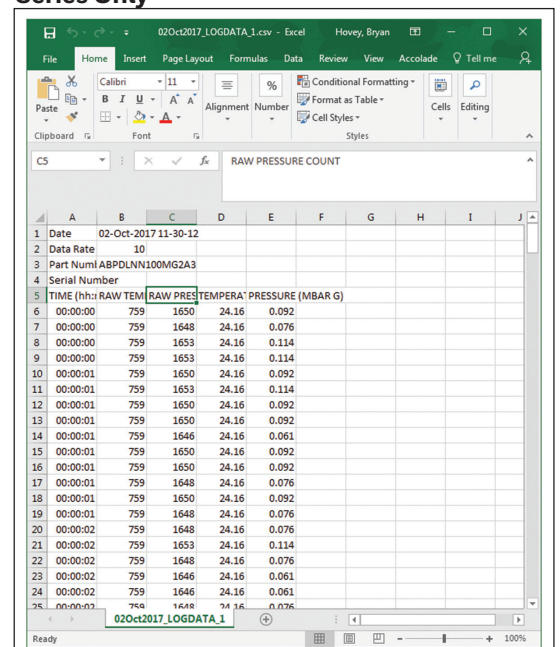 Series Only
02Oct2017_LOGDATA_1.csv - Excel Hovey, Bryan
File Home Insert Page Layout Formulas Data Review View Accolade Tell me
Paste
Calibri 11
B I U A A
A
Alignment
Number
%
Conditional Formatting
Format as Table
Cell Styles
Cells
Editing
Clipboard Font Styles
C5 fx RAW PRESSURE COUNT
A B C D E F G H I J
1 Date 02-Oct-2017 11-30-12
2 Data Rate 10
3 Part Numl ABPDLNN100MG2A3
4 Serial Number
5 TIME (hh:r RAW TEMI RAW PRES TEMPERA PRESSURE (MBAR G)
6 00:00:00 759 1650 24.16 0.092
7 00:00:00 759 1648 24.16 0.076
8 00:00:00 759 1653 24.16 0.114
9 00:00:00 759 1653 24.16 0.114
10 00:00:01 759 1650 24.16 0.092
11 00:00:01 759 1653 24.16 0.114
12 00:00:01 759 1650 24.16 0.092
13 00:00:01 759 1650 24.16 0.092
14 00:00:01 759 1646 24.16 0.061
15 00:00:01 759 1650 24.16 0.092
16 00:00:01 759 1650 24.16 0.092
17 00:00:01 759 1648 24.16 0.076
18 00:00:01 759 1650 24.16 0.092
19 00:00:01 759 1648 24.16 0.076
20 00:00:02 759 1648 24.16 0.076
21 00:00:02 759 1653 24.16 0.114
22 00:00:02 759 1648 24.16 0.076
23 00:00:02 759 1646 24.16 0.061
24 00:00:02 759 1646 24.16 0.061
25 00:00:02 759 1648 24.16 0.076
02Oct2017_LOGDATA_1
Ready 100%